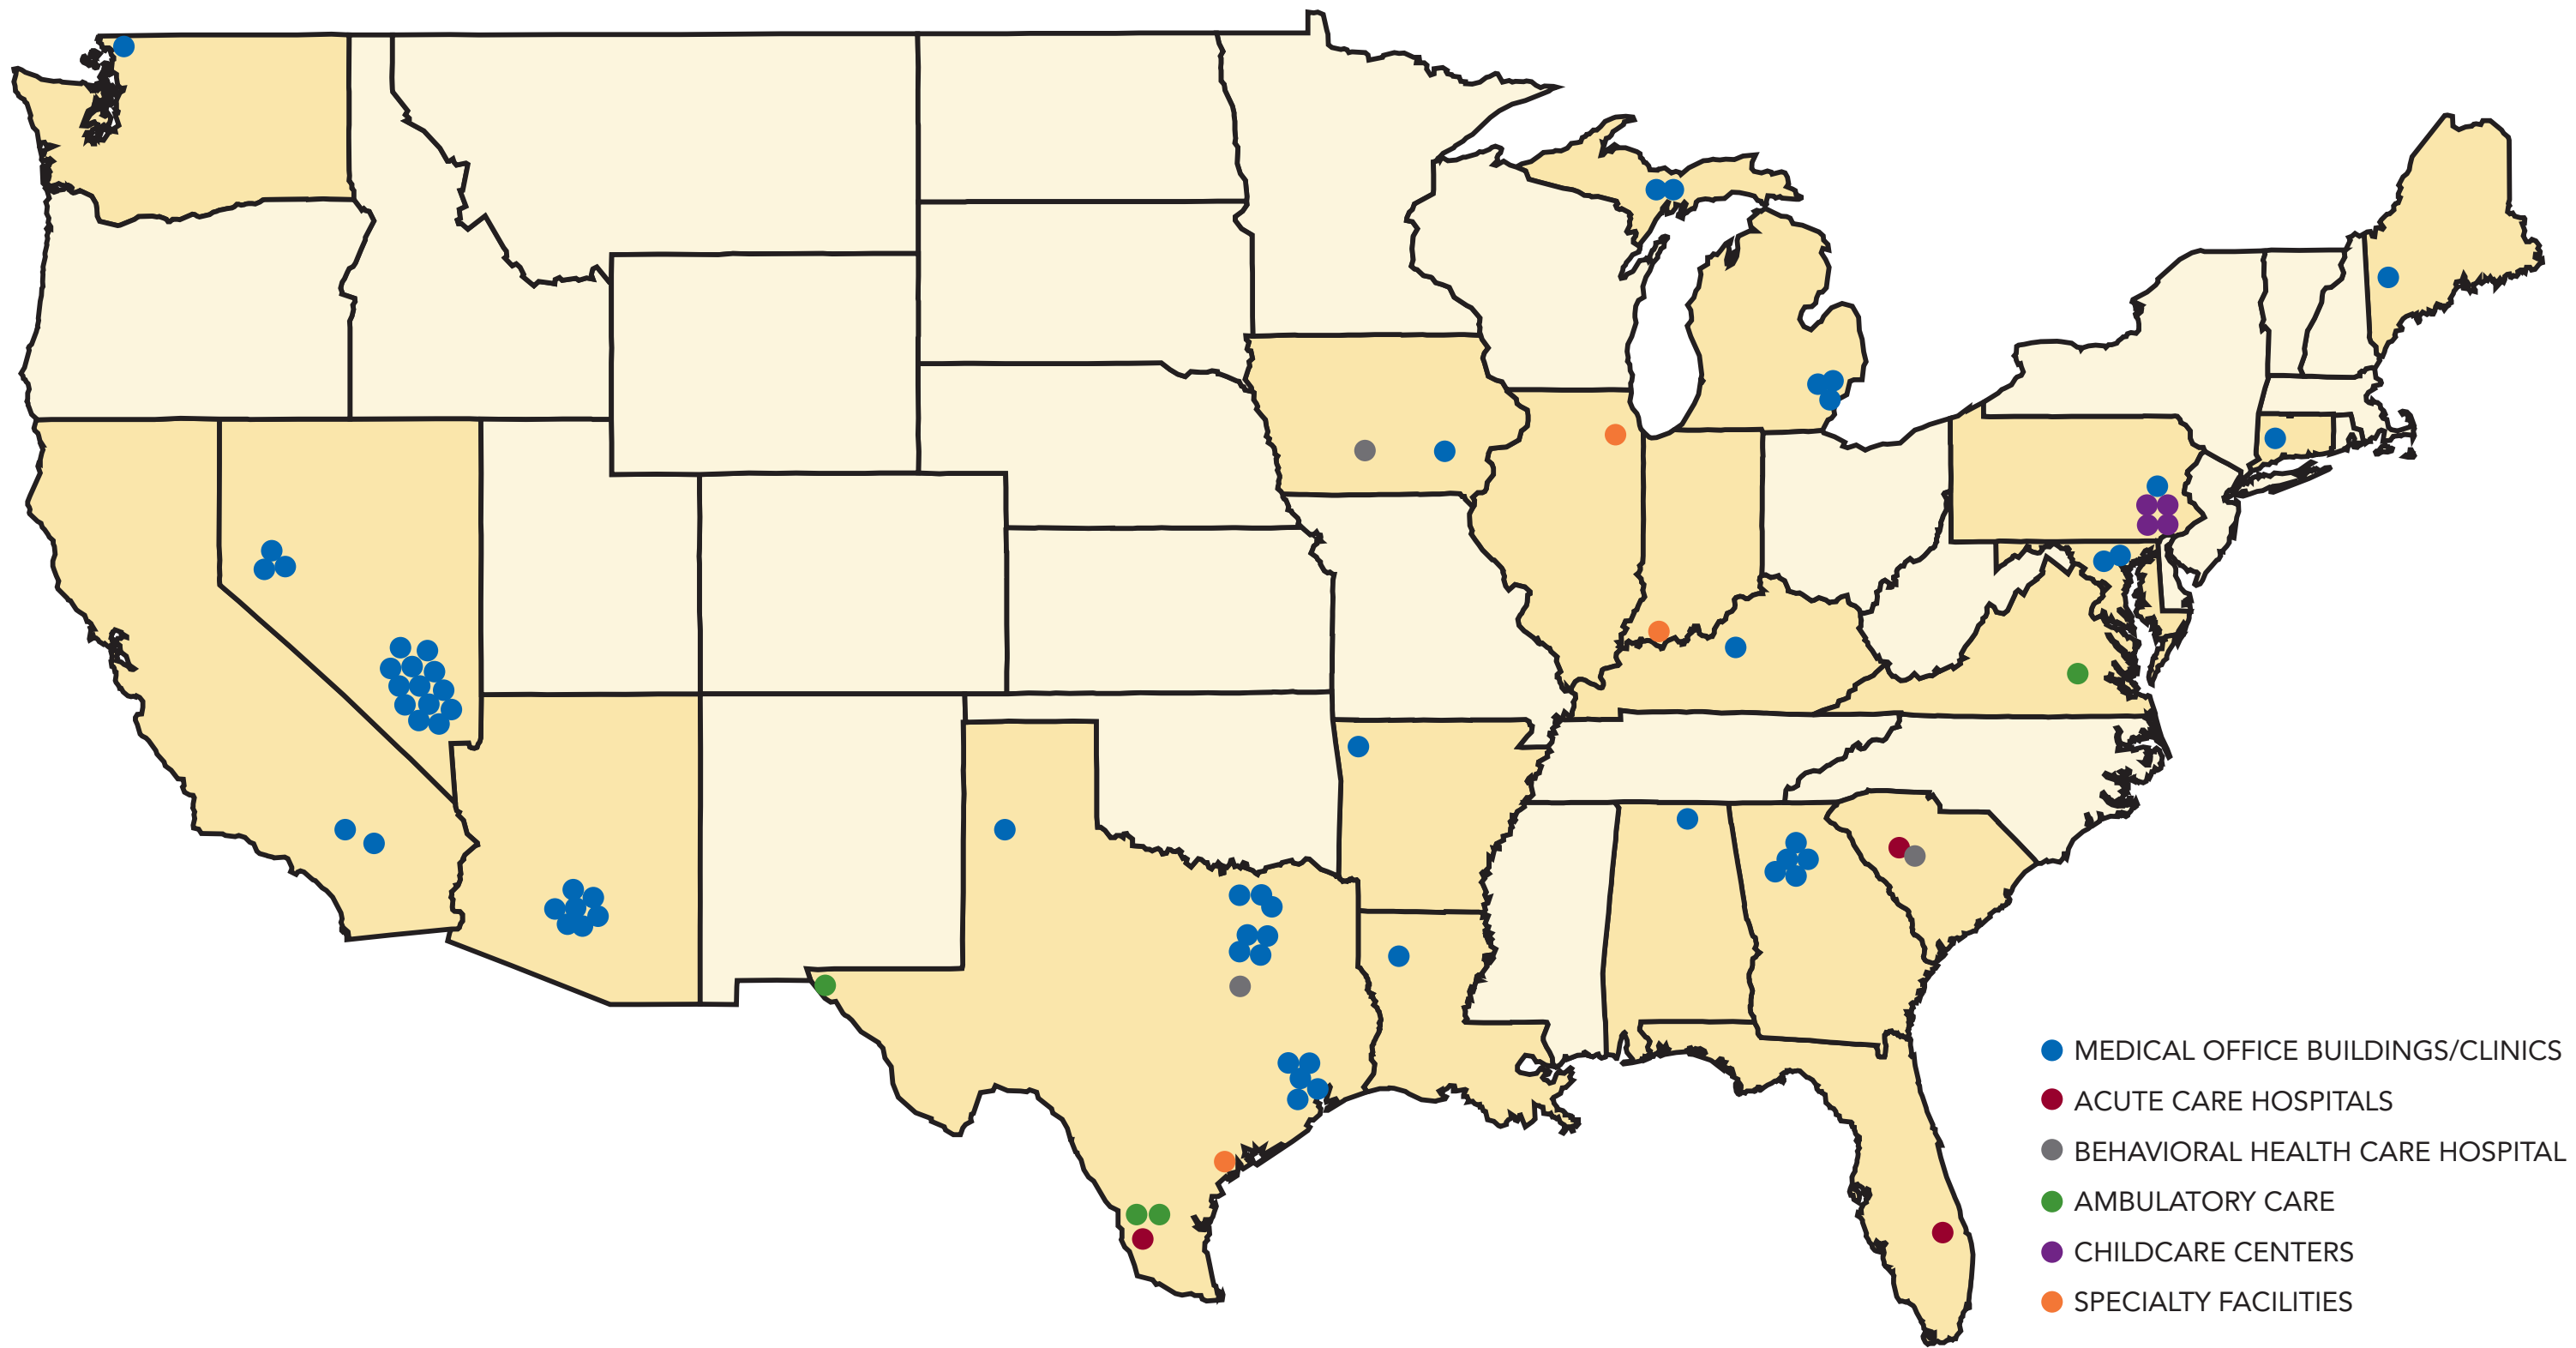 MEDICAL OFFICE BUILDINGS/CLINICS
ACUTE CARE HOSPITALS
BEHAVIORAL HEALTH CARE HOSPITAL
AMBULATORY CARE
CHILDCARE CENTERS
SPECIALTY FACILITIES